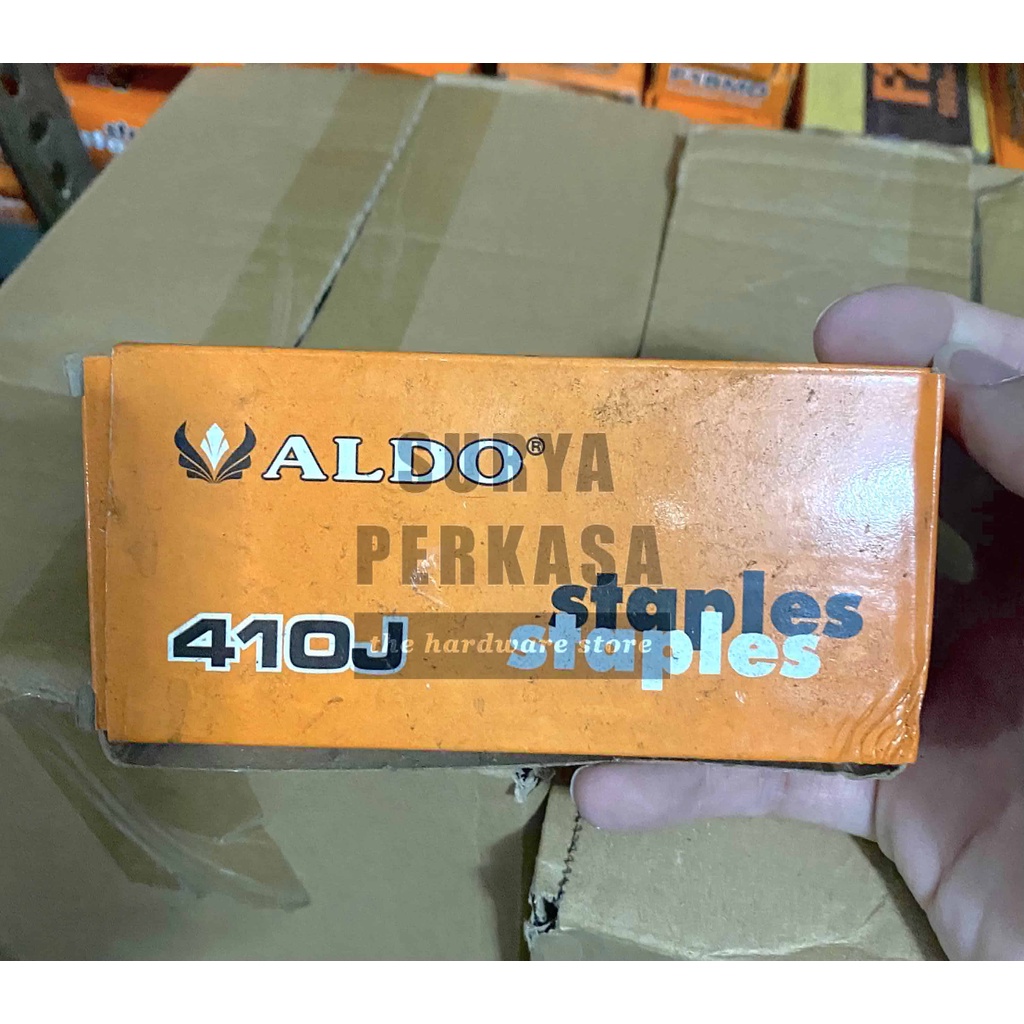 ALDO®
SURYA
PERKASA
the hardware store
410J
staples
staples